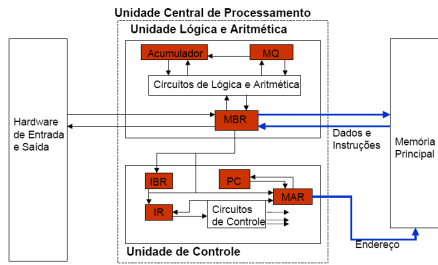 Unidade Central de Processamento
Unidade Lógica e Aritmética
Acumulador
MQ
Circuitos de Lógica e Aritmética
MBR
Hardware
de Entrada
e Saída
Dados e
Instruções
Memória
Principal
IBR
PC
MAR
IR
Circuitos
de Controle
Endereço
Unidade de Controle